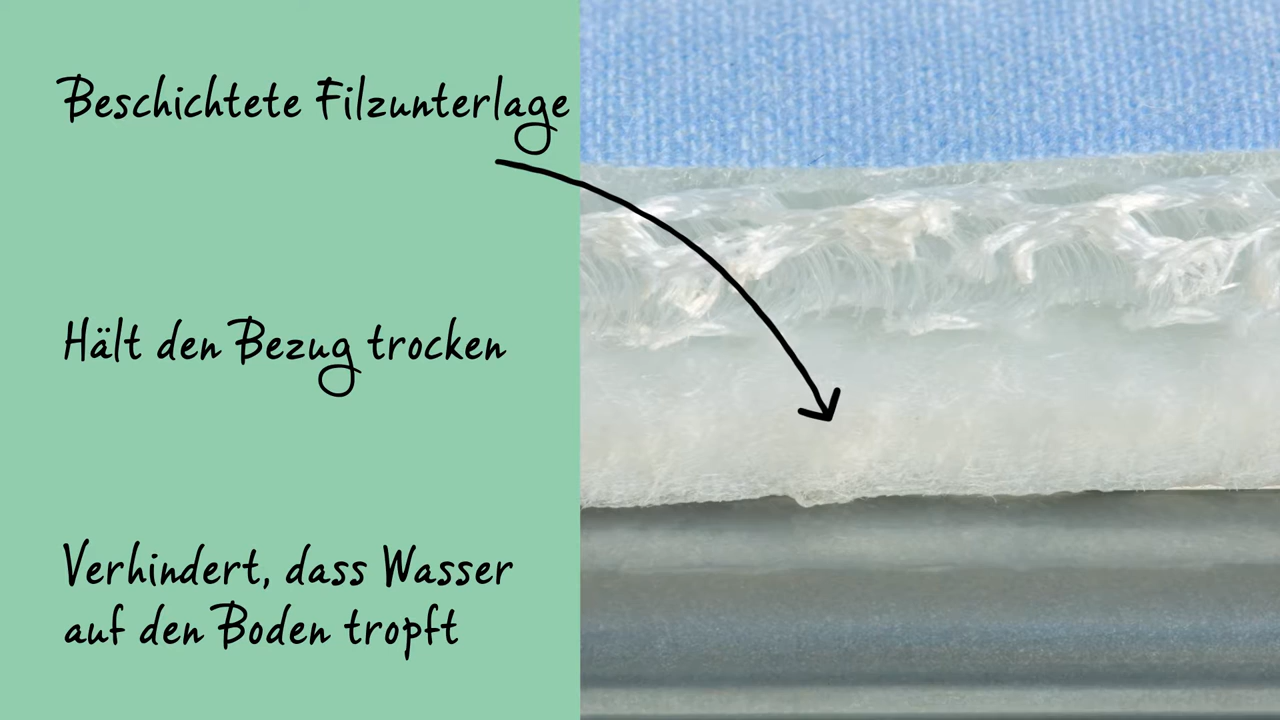 Beschichtete Filzunterlage
Hält den Bezug trocken
Verhindert, dass Wasser
auf den Boden tropft